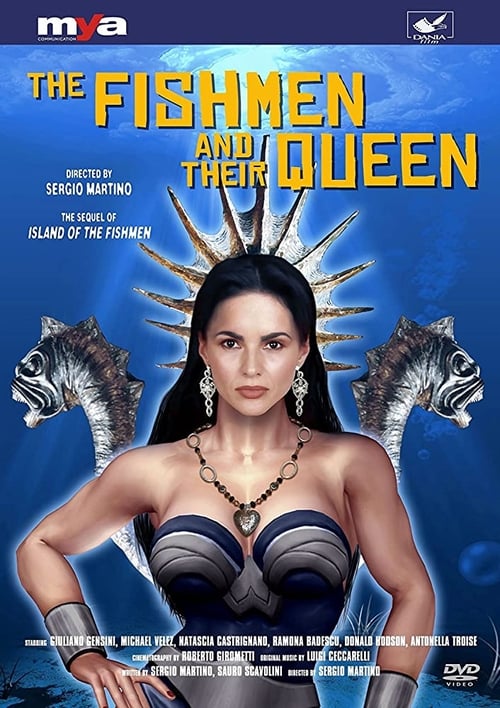 mya
COMMUNICATION
DANIA
film
THE FISHMEN
AND
THEIR QUEEN
DIRECTED BY
SERGIO MARTINO
THE SEQUEL OF
ISLAND OF THE FISHMEN
STARRING GIULIANO GENSINI, MICHAEL VELEZ, NATASCIA CASTRIGNANO, RAMONA BADESCU, DONALD HODSON, ANTONELLA TROISE
CINEMATOGRAPHY BY ROBERTO GIROMETTI ORIGINAL MUSIC BY LUIGI CECCARELLI
WRITTEN BY SERGIO MARTINO, SAURO SCAVOLINI DIRECTED BY SERGIO MARTINO
DVD
VIDEO